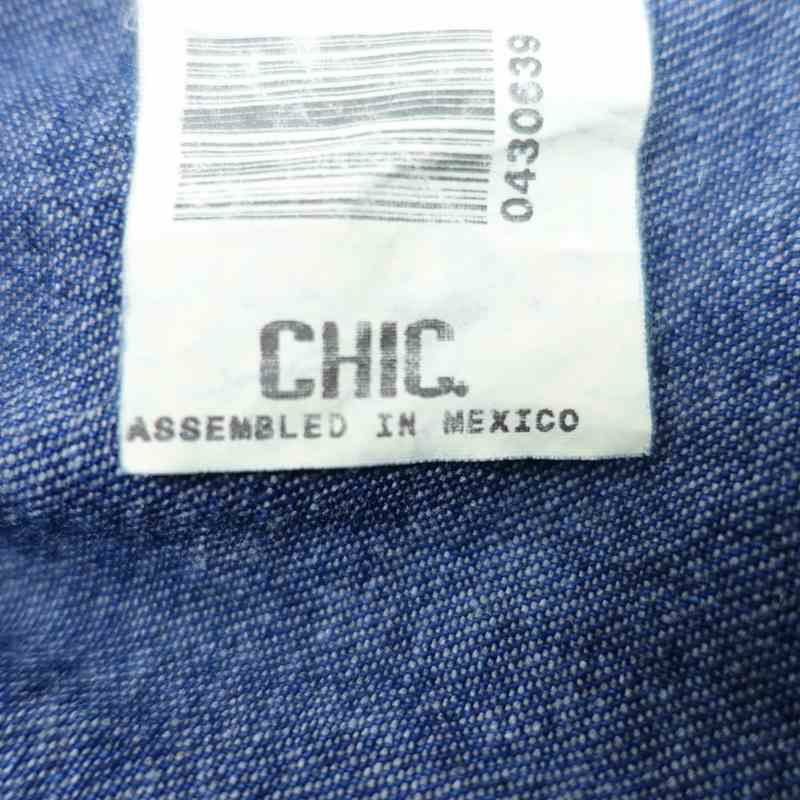 0430639
CHIC.
ASSEMBLED IN MEXICO